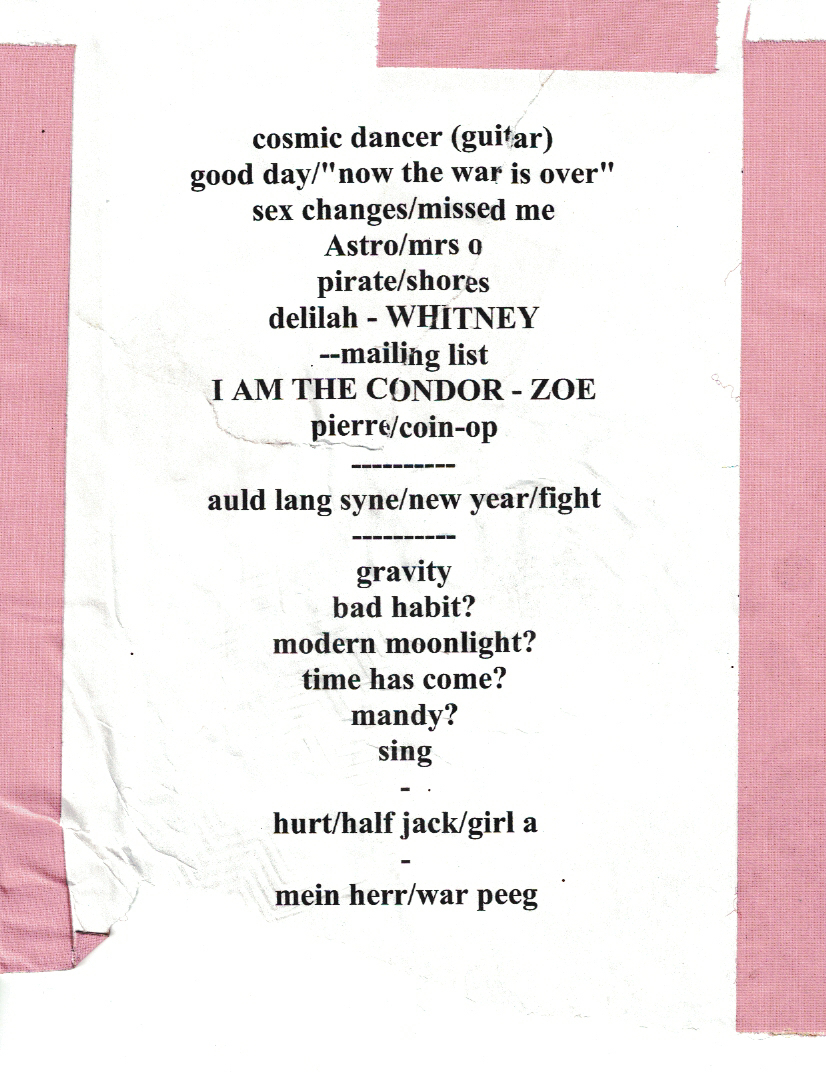 cosmic dancer (guitar)
good day/"now the war is over"
sex changes/missed me
Astro/mrs o
pirate/shores
delilah - WHITNEY
--mailing list
I AM THE CONDOR - ZOE
pierre/coin-op
----------
auld lang syne/new year/fight
----------
gravity
bad habit?
modern moonlight?
time has come?
mandy?
sing
-
hurt/half jack/girl a
-
mein herr/war peeg